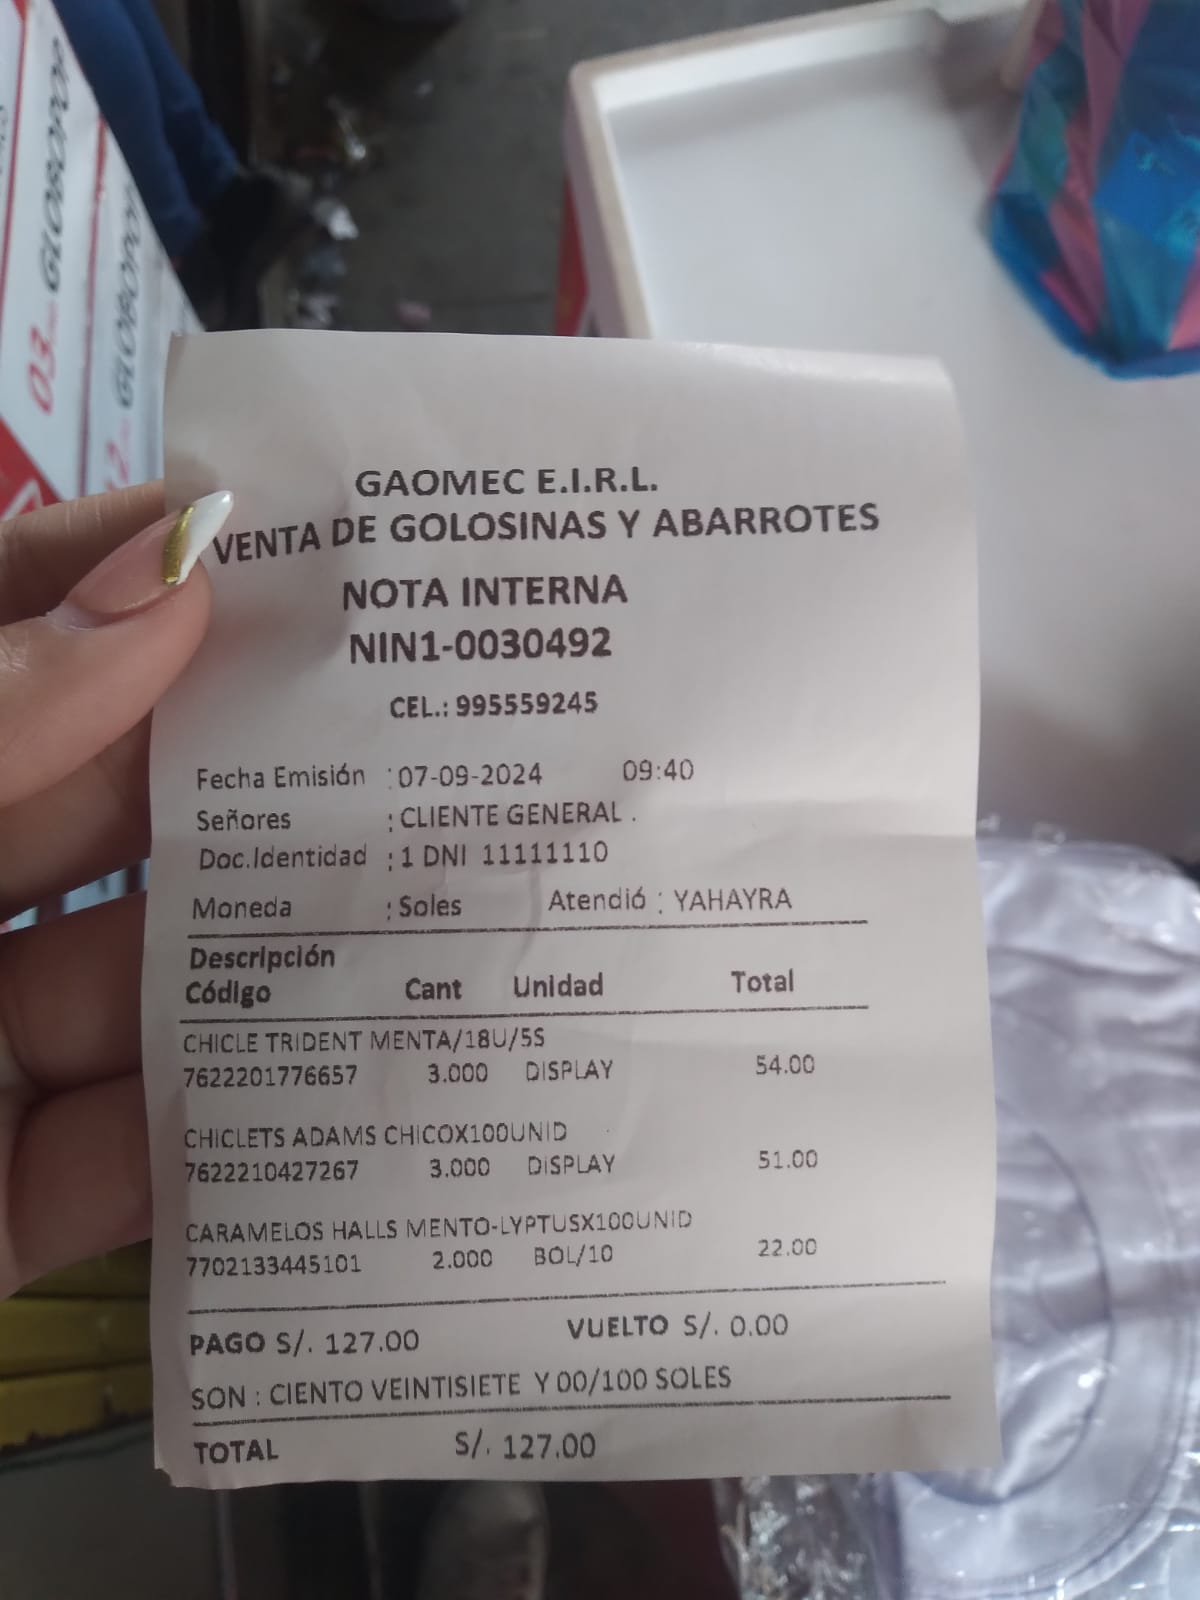 GLOBOPOP
03
GLOBOPOP
12
GAOMEC E.I.R.L.
VENTA DE GOLOSINAS Y ABARROTES
NOTA INTERNA
NIN1-0030492
CEL.: 995559245
Fecha Emisión : 07-09-2024 09:40
Señores : CLIENTE GENERAL .
Doc.Identidad : 1 DNI 11111110
Moneda : Soles Atendió : YAHAYRA
Descripción
Código Cant Unidad Total
CHICLE TRIDENT MENTA/18U/5S
7622201776657 3.000 DISPLAY 54.00
CHICLETS ADAMS CHICOX100UNID
7622210427267 3.000 DISPLAY 51.00
CARAMELOS HALLS MENTO-LYPTUSX100UNID
7702133445101 2.000 BOL/10 22.00
PAGO S/. 127.00 VUELTO S/. 0.00
SON : CIENTO VEINTISIETE Y 00/100 SOLES
TOTAL S/. 127.00